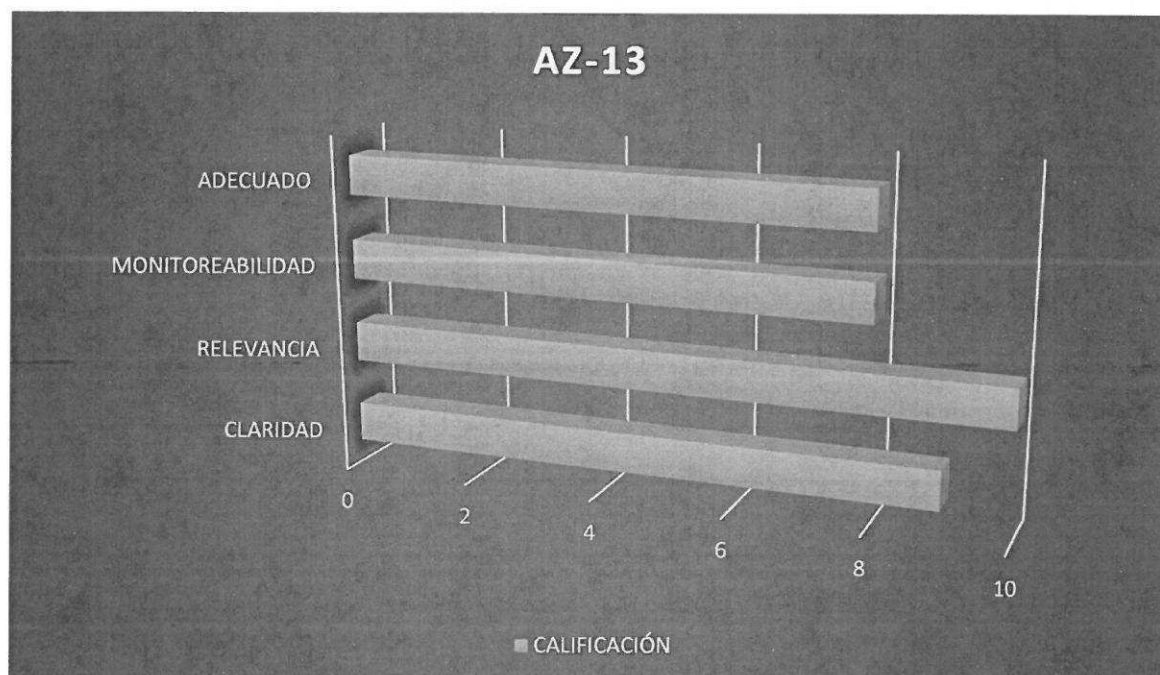 AZ-13
ADECUADO
MONITOREABILIDAD
RELEVANCIA
CLARIDAD
0
2
4
6
8
10
CALIFICACIÓN